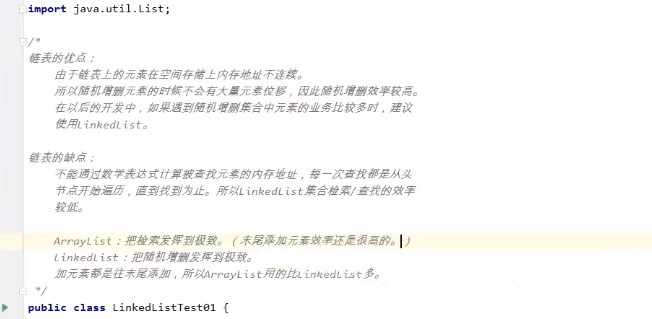 import java.util.List;
/*
链表的优点：
由于链表上的元素在空间存储上内存地址不连续。
所以随机增删元素的时候不会有大量元素位移，因此随机增删效率较高。
在以后的开发中，如果遇到随机增删集合中元素的业务比较多时，建议
使用LinkedList。
链表的缺点：
不能通过数学表达式计算被查找元素的内存地址，每一次查找都是从头
节点开始遍历，直到找到为止。所以LinkedList集合检索/查找的效率
较低。
ArrayList：把检索发挥到极致。（末尾添加元素效率还是很高的。）
LinkedList：把随机增删发挥到极致。
加元素都是往末尾添加，所以ArrayList用的比LinkedList多。
*/
public class LinkedListTest01 {